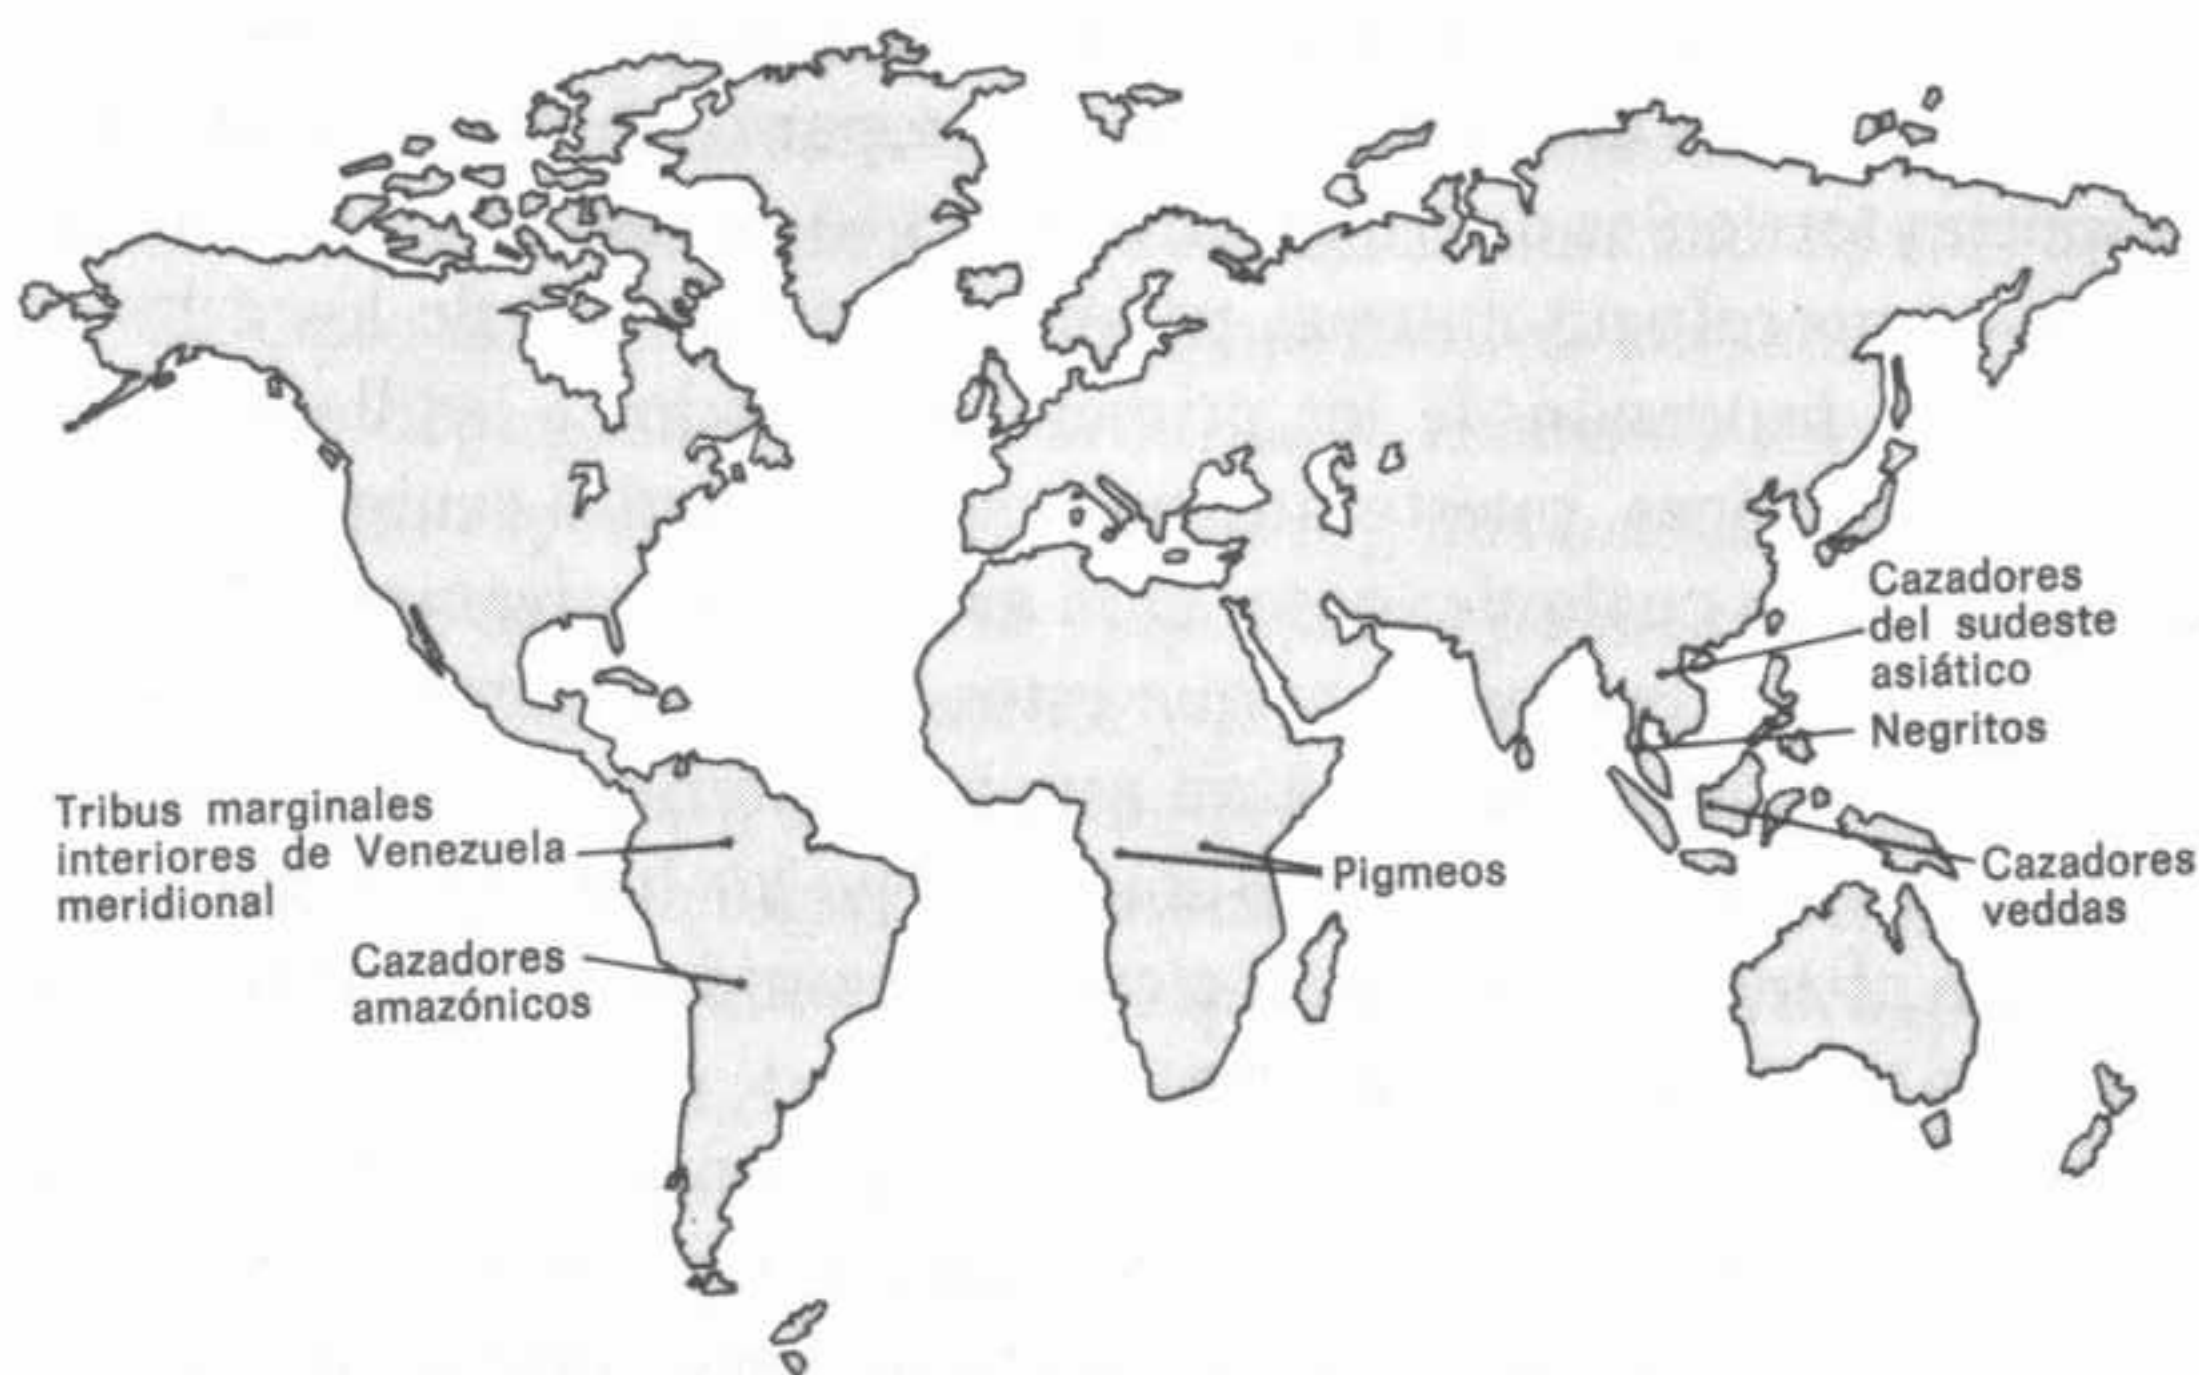 Cazadores
del sudeste
asiático
Negritos
Tribus marginales
interiores de Venezuela
meridional
Pigmeos
Cazadores
veddas
Cazadores
amazónicos